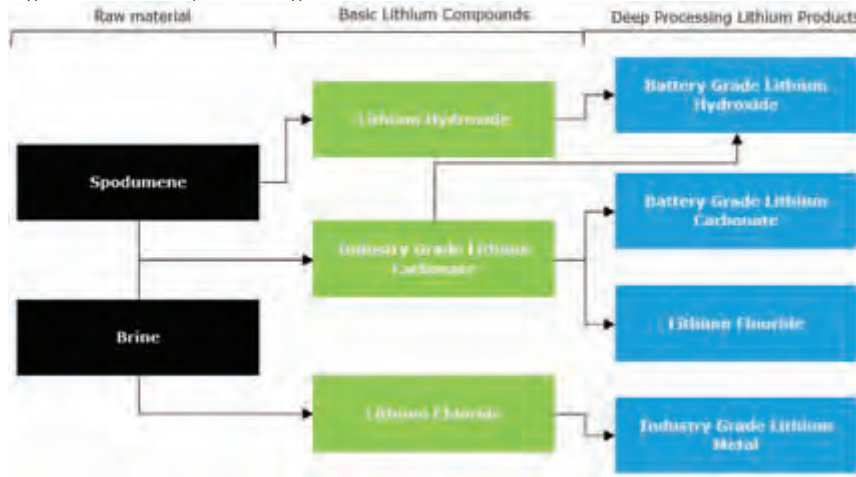 Raw material
Basic Lithium Compounds
Deep Processing Lithium Products
Spodumene
Brine
Lithium Hydroxide
Industry Grade Lithium
Carbonate
Lithium Chloride
Battery Grade Lithium
Hydroxide
Battery Grade Lithium
Carbonate
Lithium Fluoride
Industry Grade Lithium
Metal